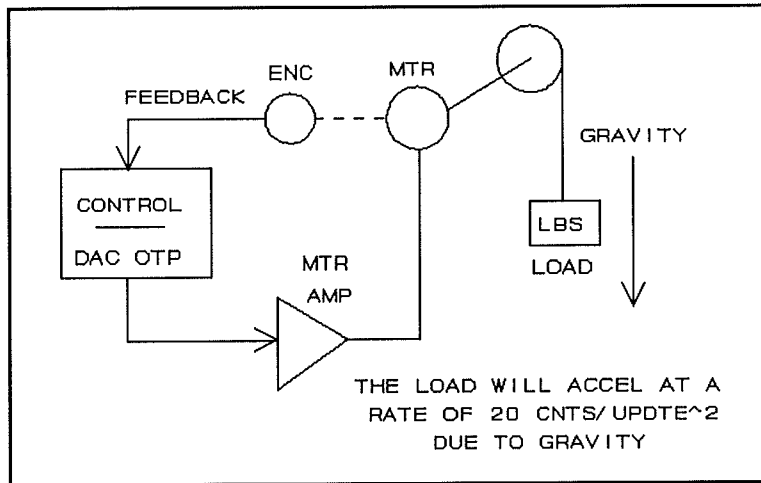 ENC
MTR
FEEDBACK
GRAVITY
CONTROL
DAC OTP
LBS
LOAD
MTR
AMP
THE LOAD WILL ACCEL AT A
RATE OF 20 CNTS/UPDTE^2
DUE TO GRAVITY